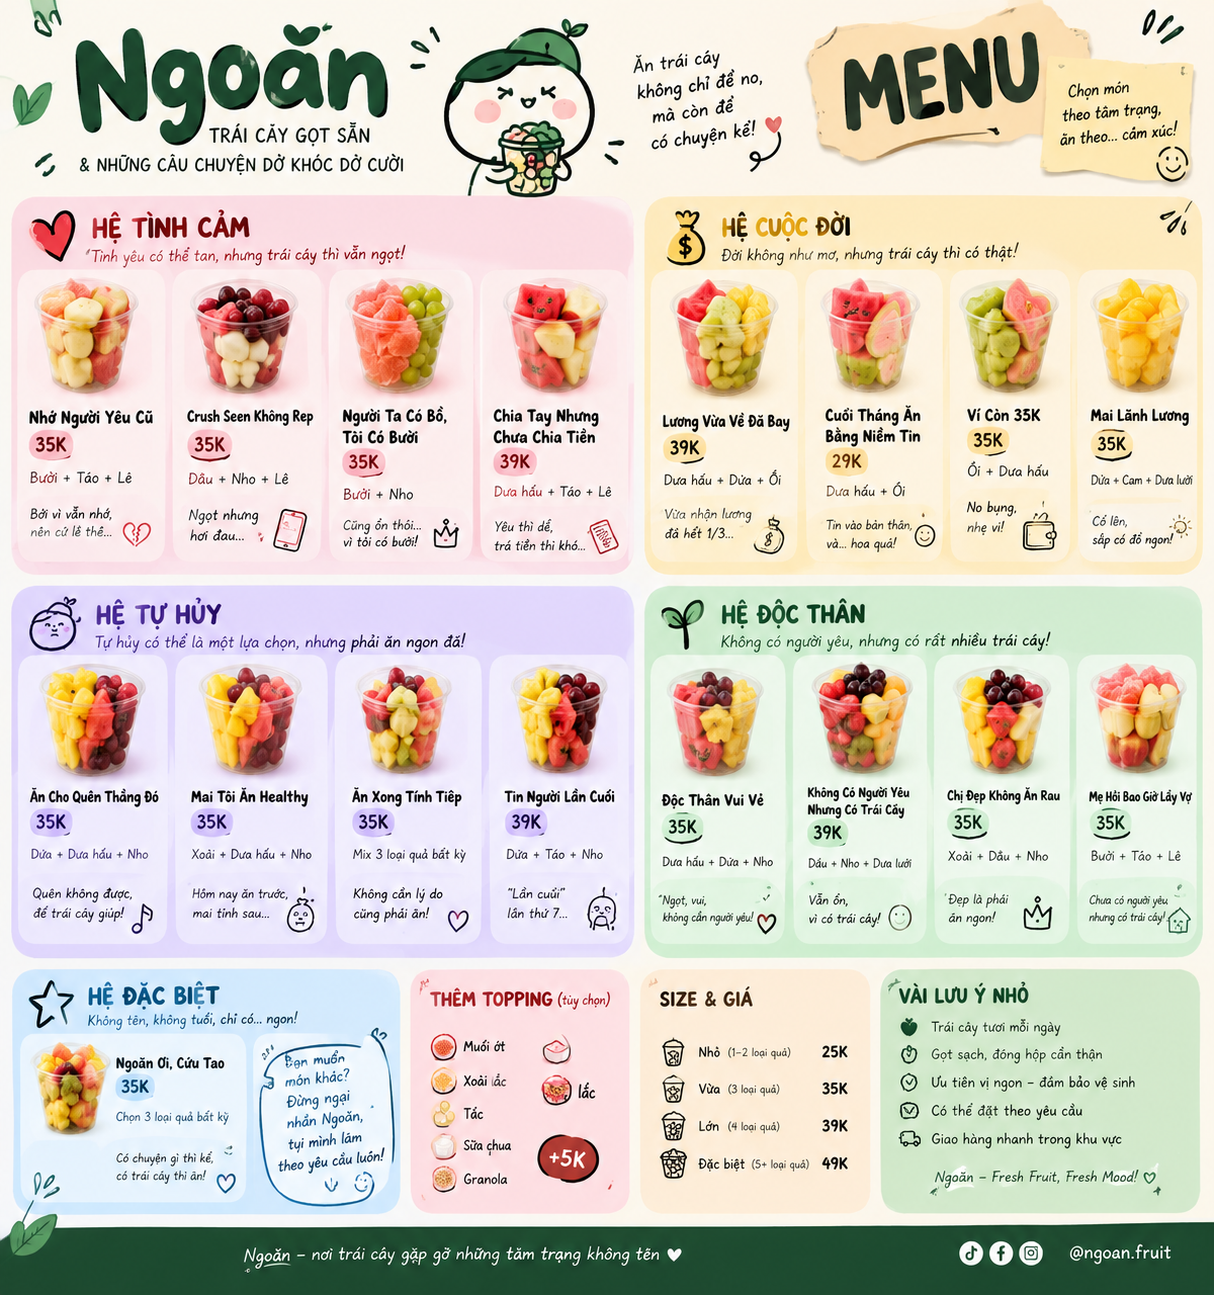 Ngoăn
TRÁI CĂY GỌT SẴN
& NHỮNG CÂU CHUYỆN DỞ KHÓC DỞ CƯỜI
Ăn trái cây
không chỉ để no,
mà còn để
có chuyện kể!
MENU
Chọn món
theo tâm trạng,
ăn theo... cảm xúc!
HỆ TÌNH CẢM
"Tình yêu có thể tan, nhưng trái cây thì vẫn ngọt!
Nhớ Người Yêu Cũ
35K
Bưởi + Táo + Lê
Bởi vì vẫn nhớ,
nên cứ lê thê...
Crush Seen Không Rep
35K
Dâu + Nho + Lê
Ngọt nhưng
hơi đau...
Người Ta Có Bồ,
Tôi Có Bưởi
35K
Bưởi + Nho
Cũng ổn thôi...
vì tôi có bưởi!
Chia Tay Nhưng
Chưa Chia Tiền
39K
Dưa hấu + Táo + Lê
Yêu thì dễ,
trả tiền thì khó...
HỆ CUỘC ĐỜI
Đời không như mơ, nhưng trái cây thì có thật!
Lương Vừa Về Đã Bay
39K
Dưa hấu + Dứa + Ổi
Vừa nhận lương
đã hết 1/3...
Cuối Tháng Ăn
Bằng Niềm Tin
29K
Dưa hấu + Ổi
Tin vào bản thân,
và... hoa quả!
Ví Còn 35K
35K
Ổi + Dưa hấu
No bụng,
nhẹ ví!
Mai Lãnh Lương
35K
Dứa + Cam + Dưa lưới
Cố lên,
sắp có đồ ngon!
HỆ TỰ HỦY
Tự hủy có thể là một lựa chọn, nhưng phải ăn ngon đã!
Ăn Cho Quên Thằng Đó
35K
Dứa + Dưa hấu + Nho
Quên không được,
để trái cây giúp!
Mai Tôi Ăn Healthy
35K
Xoài + Dưa hấu + Nho
Hôm nay ăn trước,
mai tính sau...
Ăn Xong Tính Tiếp
35K
Mix 3 loại quả bất kỳ
Không cần lý do
cũng phải ăn!
Tin Người Lần Cuối
39K
Dứa + Táo + Nho
"Lần cuối"
lần thứ 7...
HỆ ĐỘC THÂN
Không có người yêu, nhưng có rất nhiều trái cây!
Độc Thân Vui Vẻ
35K
Dưa hấu + Dứa + Nho
"Ngọt, vui,
không cần người yêu!
Không Có Người Yêu
Nhưng Có Trái Cây
39K
Dâu + Nho + Dưa lưới
Vẫn ổn,
vì có trái cây!
Chị Đẹp Không Ăn Rau
35K
Xoài + Dâu + Nho
Đẹp là phải
ăn ngon!
Mẹ Hỏi Bao Giờ Lấy Vợ
35K
Bưởi + Táo + Lê
Chưa có người yêu
nhưng có trái cây!
HỆ ĐẶC BIỆT
Không tên, không tuổi, chỉ có... ngon!
Ngoăn Ơi, Cứu Tao
35K
Chọn 3 loại quả bất kỳ
Có chuyện gì thì kể,
có trái cây thì ăn!
Bạn muốn
món khác?
Đừng ngại
nhắn Ngoăn,
tụi mình làm
theo yêu cầu luôn!
THÊM TOPPING (tùy chọn)
Muối ớt
Xoài lắc
Tắc
Sữa chua
Granola
lắc
+5K
SIZE & GIÁ
Nhỏ (1-2 loại quả) 25K
Vừa (3 loại quả) 35K
Lớn (4 loại quả) 39K
Đặc biệt (5+ loại quả) 49K
VÀI LƯU Ý NHỎ
Trái cây tươi mỗi ngày
Gọt sạch, đóng hộp cẩn thận
Ưu tiên vị ngon – đảm bảo vệ sinh
Có thể đặt theo yêu cầu
Giao hàng nhanh trong khu vực
Ngoăn – Fresh Fruit, Fresh Mood!
Ngoăn – nơi trái cây gặp gỡ những tăm trạng không tên
@ngoan.fruit